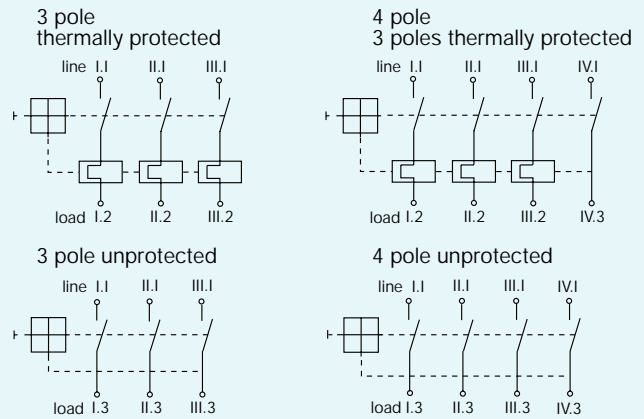 3 pole
thermally protected
line I.I II.I III.I
load I.2 II.2 III.2
4 pole
3 poles thermally protected
line I.I II.I III.I IV.I
load I.2 II.2 III.2 IV.3
3 pole unprotected
line I.I II.I III.I
load I.3 II.3 III.3
4 pole unprotected
line I.I II.I III.I IV.I
load I.3 II.3 III.3 IV.3